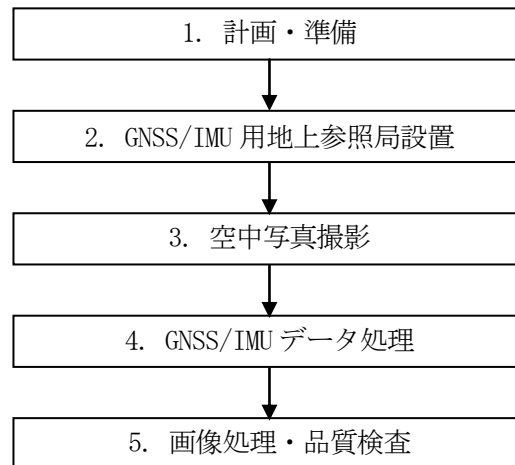 1. 計画・準備
2. GNSS/IMU 用地上参照局設置
3. 空中写真撮影
4. GNSS/IMU データ処理
5. 画像処理・品質検査